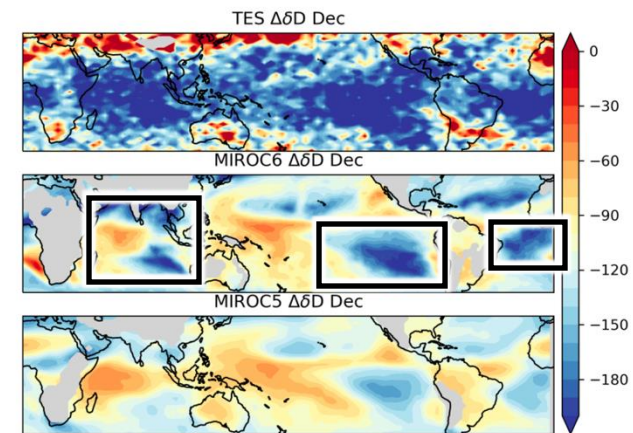 TES ΔδD Dec
MIROC6 ΔδD Dec
MIROC5 ΔδD Dec
0
−30
−60
−90
−120
−150
−180